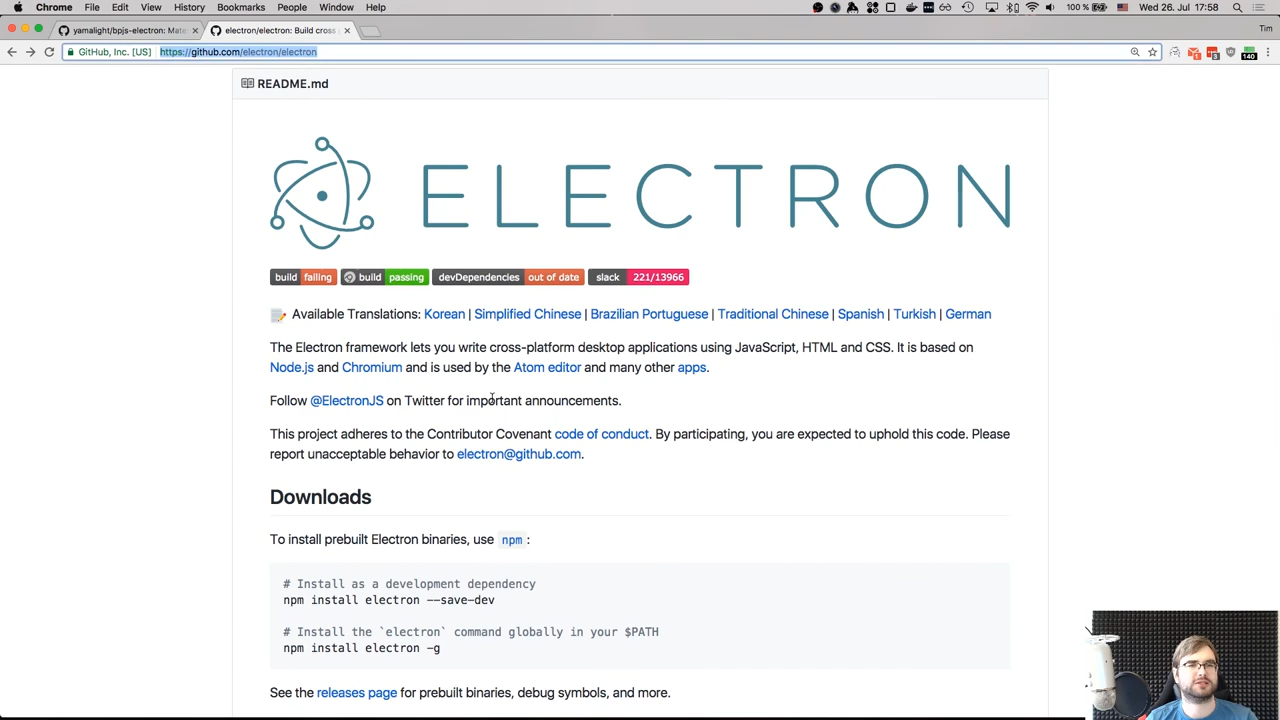 Chrome File Edit View History Bookmarks People Window Help 100 % Wed 26. Jul 17:58
yamalight/bpjs-electron: Mate × electron/electron: Build cross × Tim
GitHub, Inc. [US] https://github.com/electron/electron 1 3 140
README.md
ELECTRON
build failing build passing devDependencies out of date slack 221/13966
Available Translations: Korean | Simplified Chinese | Brazilian Portuguese | Traditional Chinese | Spanish | Turkish | German
The Electron framework lets you write cross-platform desktop applications using JavaScript, HTML and CSS. It is based on
Node.js and Chromium and is used by the Atom editor and many other apps.
Follow @ElectronJS on Twitter for important announcements.
This project adheres to the Contributor Covenant code of conduct. By participating, you are expected to uphold this code. Please
report unacceptable behavior to electron@github.com.
Downloads
To install prebuilt Electron binaries, use npm:
# Install as a development dependency
npm install electron --save-dev
# Install the `electron` command globally in your $PATH
npm install electron -g
See the releases page for prebuilt binaries, debug symbols, and more.